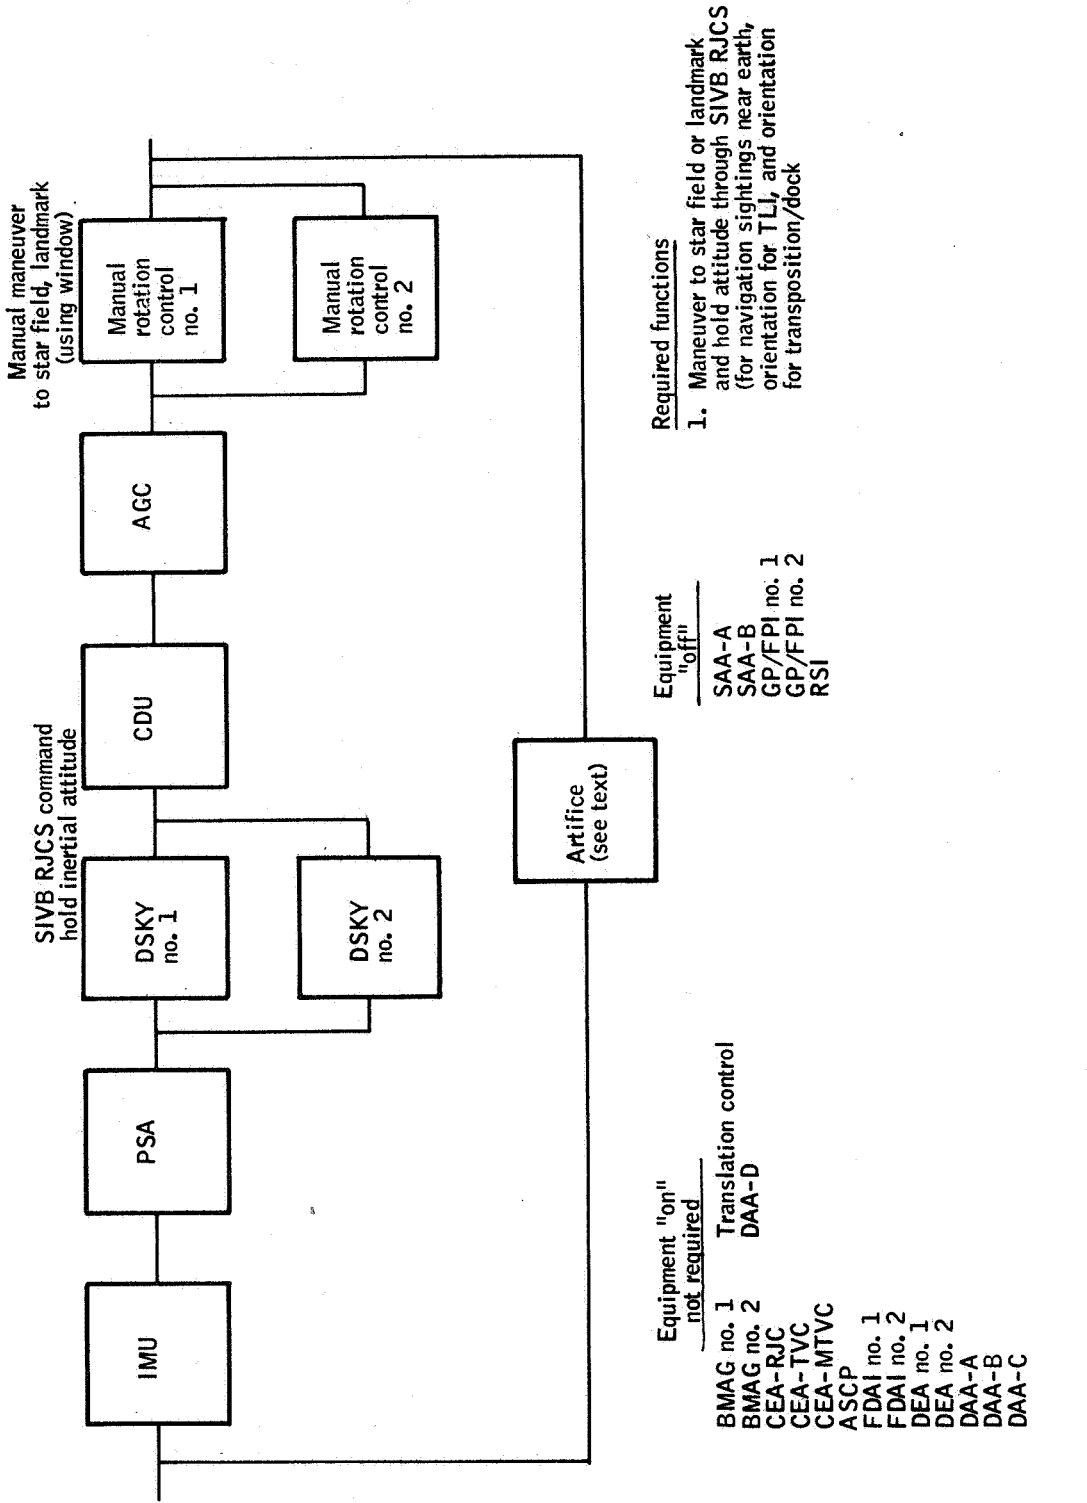 SIVB RJCS command
hold inertial attitude
Manual maneuver
to star field, landmark
(using window)
IMU
PSA
DSKY
no. 1
CDU
AGC
Manual
rotation
control
no. 1
DSKY
no. 2
Manual
rotation
control
no. 2
Artifice
(see text)
Equipment "on"
not required
BMAG no. 1
BMAG no. 2
CEA-RJC
CEA-TVC
CEA-MTVC
ASCP
FDAI no. 1
FDAI no. 2
DEA no. 1
DEA no. 2
DAA-A
DAA-B
DAA-C
Translation control
DAA-D
Equipment
"off"
SAA-A
SAA-B
GP/FPI no. 1
GP/FPI no. 2
RSI
Required functions
1. Maneuver to star field or landmark
and hold attitude through SIVB RJCS
(for navigation sightings near earth,
orientation for TLI, and orientation
for transposition/dock